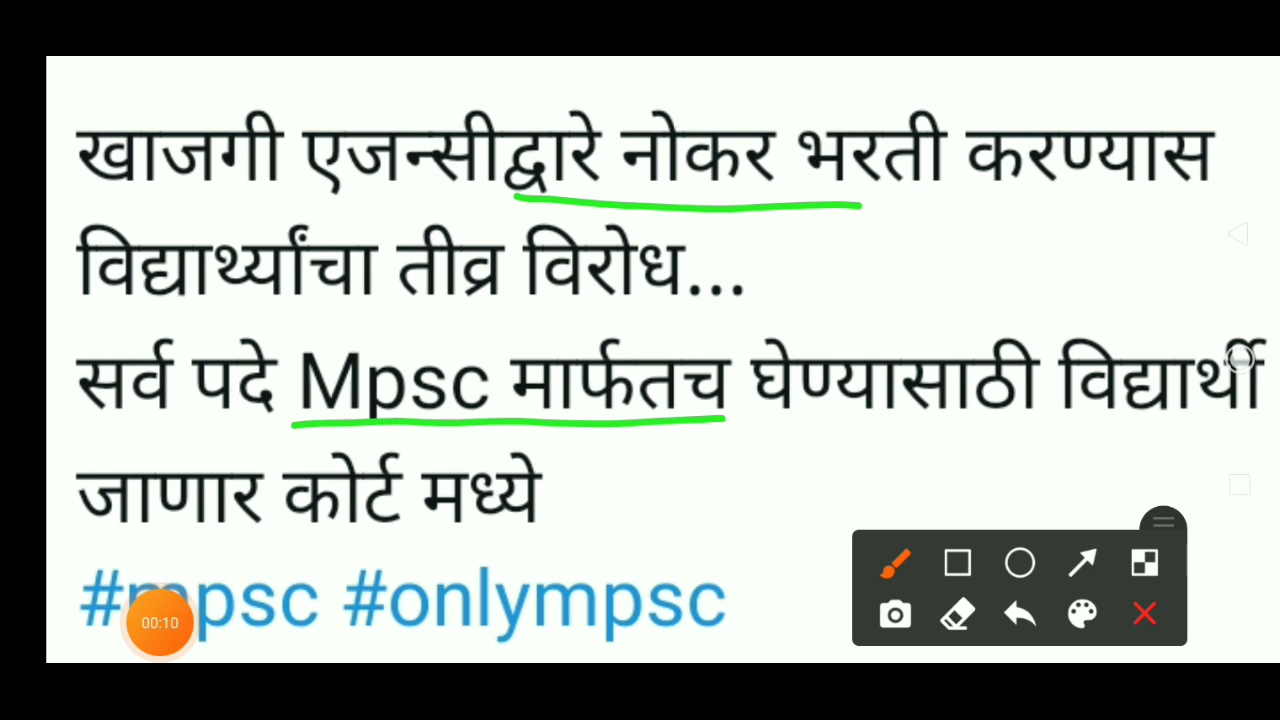 खाजगी एजन्सीद्वारे नोकर भरती करण्यास
विद्यार्थ्यांचा तीव्र विरोध...
सर्व पदे Mpsc मार्फतच घेण्यासाठी विद्यार्थी
जाणार कोर्ट मध्ये
#mpsc #onlympsc
00:10